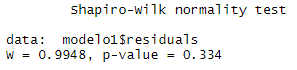 Shapiro-Wilk normality test
data:  modelo1$residuals
W = 0.9948, p-value = 0.334